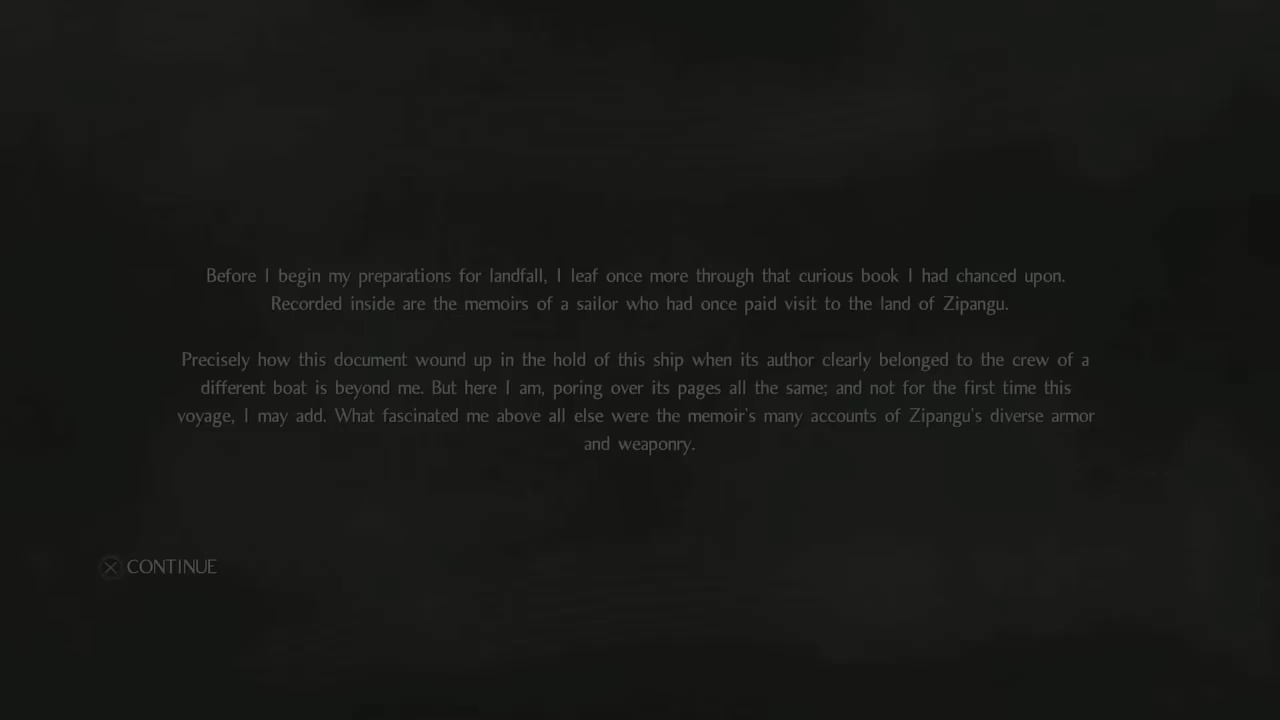 Before I begin my preparations for landfall, I leaf once more through that curious book I had chanced upon.
Recorded inside are the memoirs of a sailor who had once paid visit to the land of Zipangu.
Precisely how this document wound up in the hold of this ship when its author clearly belonged to the crew of a
different boat is beyond me. But here I am, poring over its pages all the same; and not for the first time this
voyage, I may add. What fascinated me above all else were the memoir's many accounts of Zipangu's diverse armor
and weaponry.
CONTINUE